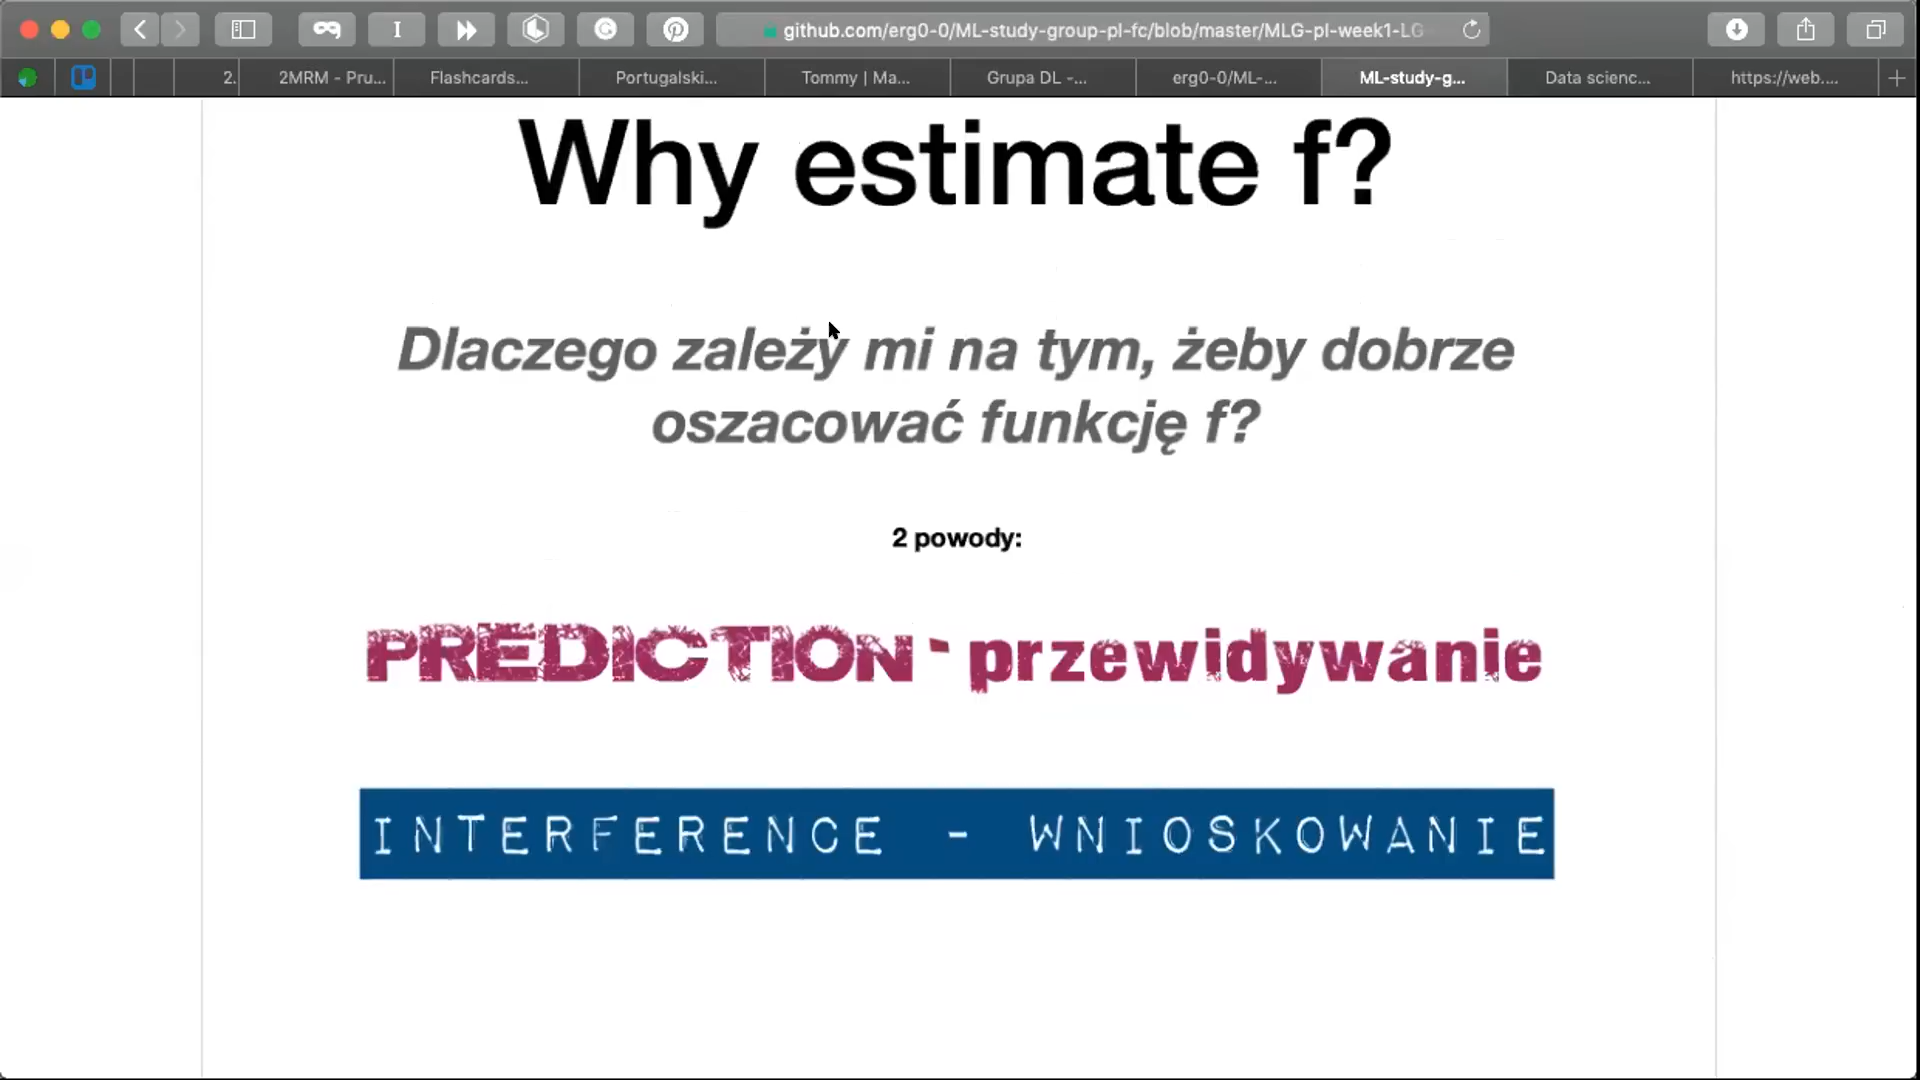 github.com/erg0-0/ML-study-group-pl-fc/blob/master/MLG-pl-week1-LG
2.
2MRM - Pru...
Flashcards...
Portugalski...
Tommy | Ma...
Grupa DL -...
erg0-0/ML-...
ML-study-g...
Data scienc...
https://web....
Why estimate f?
Dlaczego zależy mi na tym, żeby dobrze
oszacować funkcję f?
2 powody:
PREDICTION - przewidywanie
INTERFERENCE - WNIOSKOWANIE